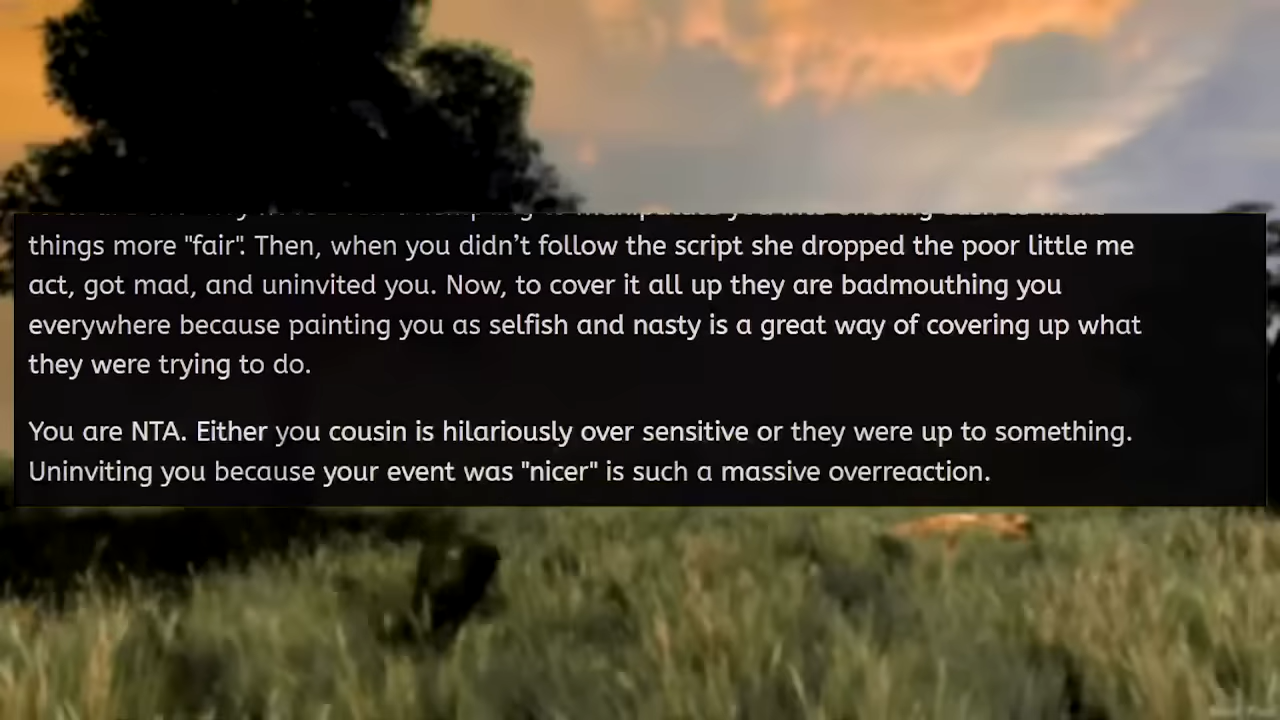 things more "fair". Then, when you didn’t follow the script she dropped the poor little me
act, got mad, and uninvited you. Now, to cover it all up they are badmouthing you
everywhere because painting you as selfish and nasty is a great way of covering up what
they were trying to do.
You are NTA. Either you cousin is hilariously over sensitive or they were up to something.
Uninviting you because your event was "nicer" is such a massive overreaction.